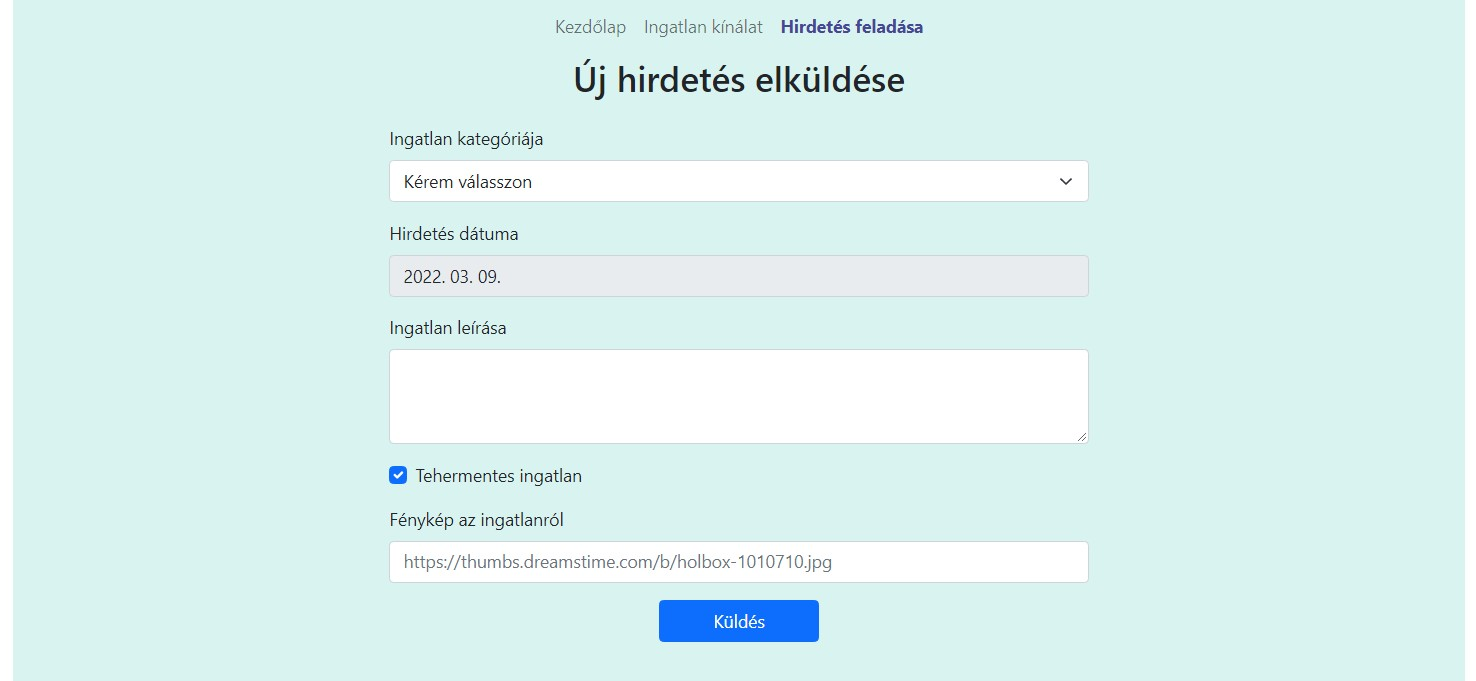 Kezdőlap Ingatlan kínálat Hirdetés feladása
Új hirdetés elküldése
Ingatlan kategóriája
Kérem válasszon
Hirdetés dátuma
2022. 03. 09.
Ingatlan leírása
Tehermentes ingatlan
Fénykép az ingatlanról
https://thumbs.dreamstime.com/b/holbox-1010710.jpg
Küldés